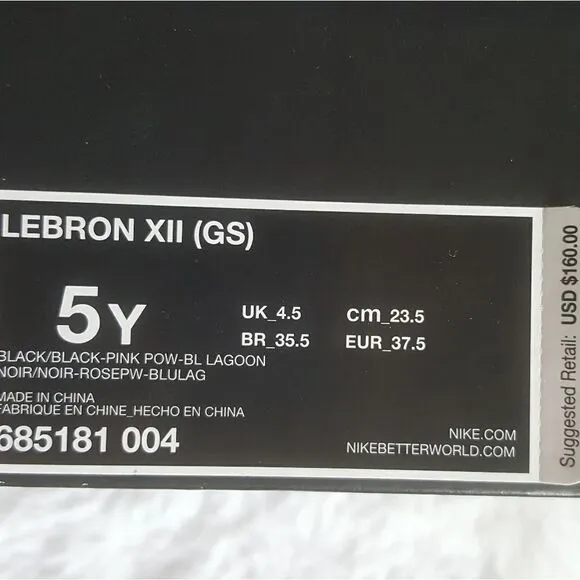 LEBRON XII (GS)
5Y
UK_4.5 cm_23.5
BR_35.5 EUR_37.5
BLACK/BLACK-PINK POW-BL LAGOON
NOIR/NOIR-ROSEPW-BLULAG
MADE IN CHINA
FABRIQUE EN CHINE_HECHO EN CHINA
685181 004
NIKE.COM
NIKEBETTERWORLD.COM
Suggested Retail: USD $160.00